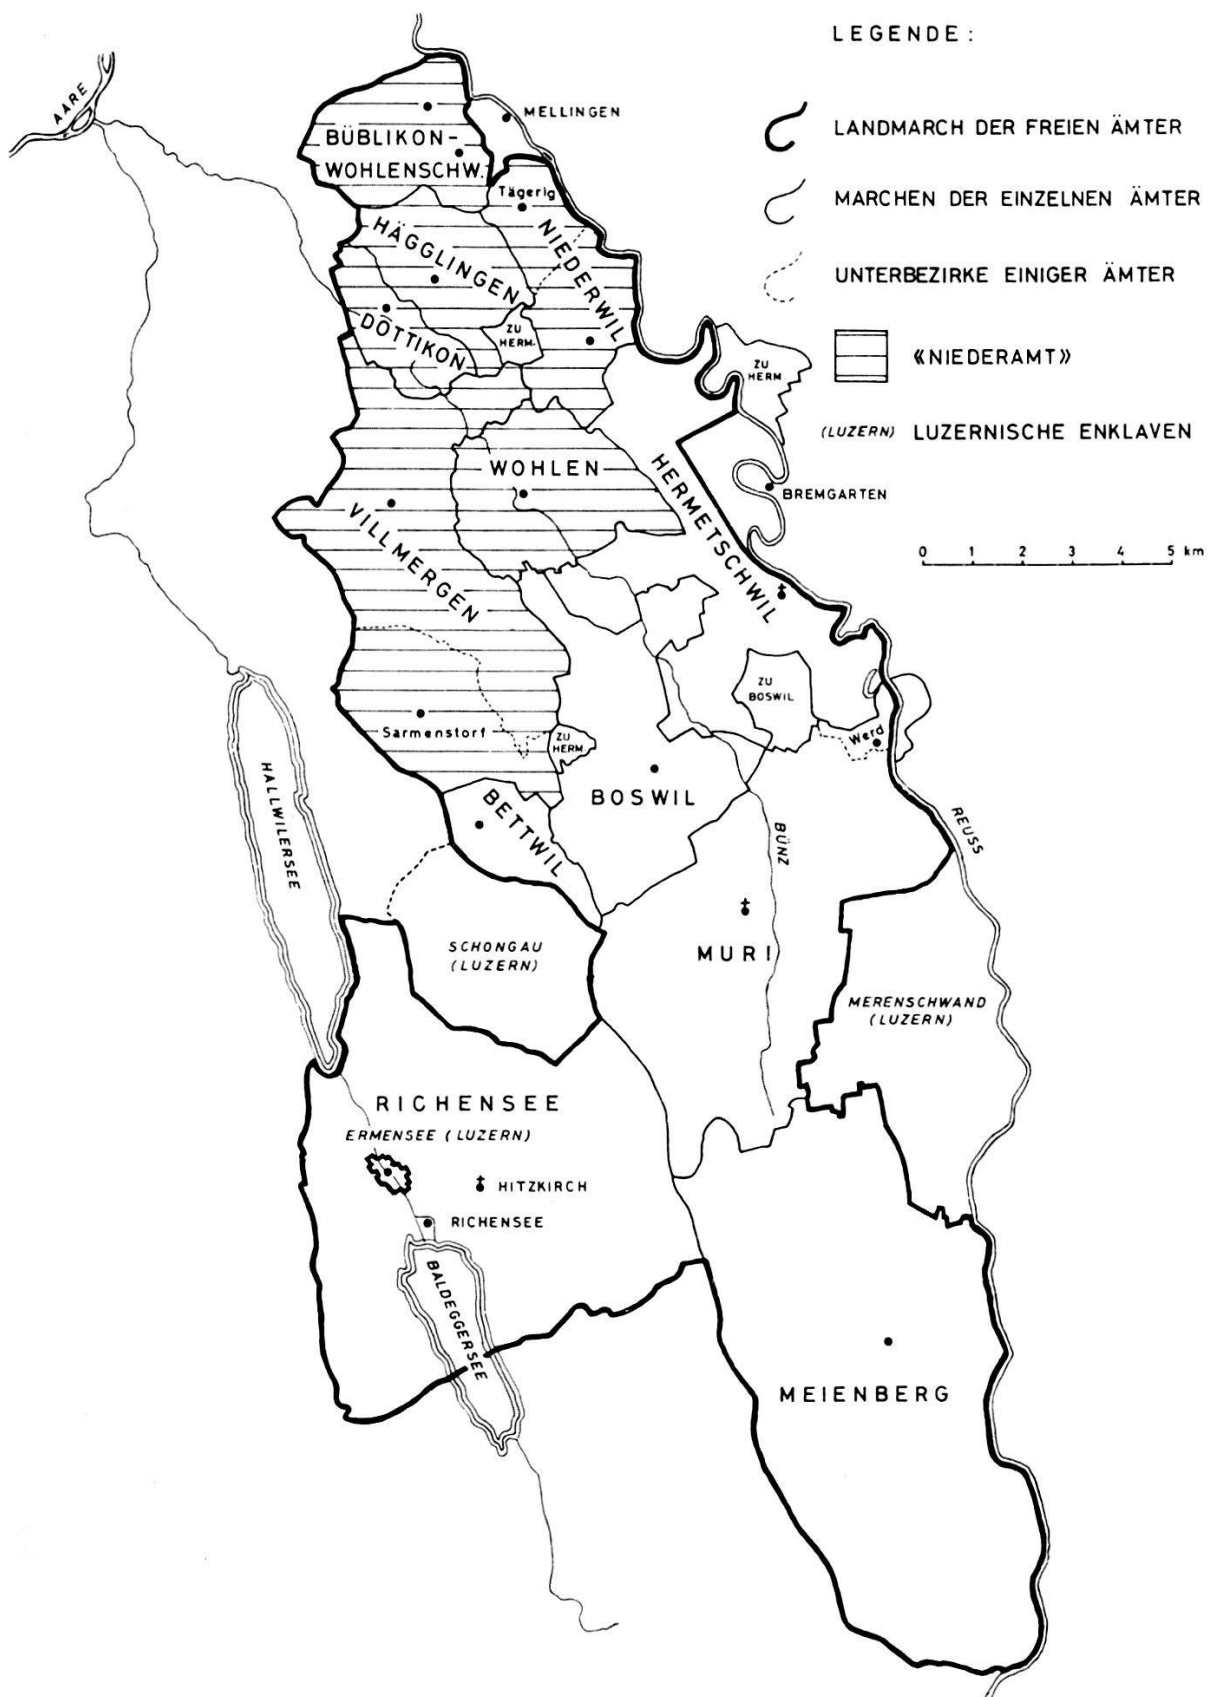 LEGENDE:
LANDMARCH DER FREIEN ÄMTER
MARCHEN DER EINZELNEN ÄMTER
UNTERBEZIRKE EINIGER ÄMTER
«NIEDERAMT»
(LUZERN) LUZERNISCHE ENKLAVEN
0 1 2 3 4 5 km
AARE
MELLINGEN
BÜBLIKON-
WOHLENSCHW.
Tägerig
NIEDERWIL
HÄGGLINGEN
DOTTIKON
ZU
HERM.
ZU
HERM
WOHLEN
HERMETSCHWIL
BREMGARTEN
VILLMERGEN
ZU
BOSWIL
Sarmenstorf
ZU
HERM
Werd
HALLWILERSEE
BETTWIL
BOSWIL
BÜNZ
REUSS
SCHONGAU
(LUZERN)
MURI
MERENSCHWAND
(LUZERN)
RICHENSEE
ERMENSEE (LUZERN)
HITZKIRCH
RICHENSEE
BALDEGGERSEE
MEIENBERG